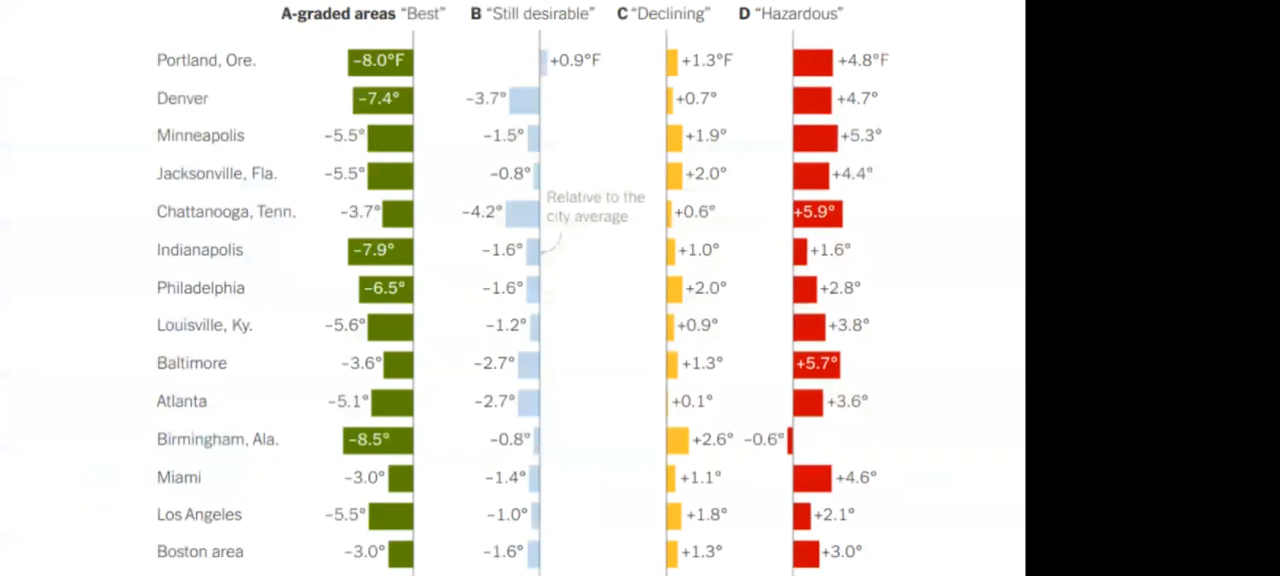 A-graded areas “Best” B “Still desirable” C “Declining” D “Hazardous”
Portland, Ore. −8.0°F +0.9°F +1.3°F +4.8°F
Denver −7.4° −3.7° +0.7° +4.7°
Minneapolis −5.5° −1.5° +1.9° +5.3°
Jacksonville, Fla. −5.5° −0.8° +2.0° +4.4°
Relative to the
city average
Chattanooga, Tenn. −3.7° −4.2° +0.6° +5.9°
Indianapolis −7.9° −1.6° +1.0° +1.6°
Philadelphia −6.5° −1.6° +2.0° +2.8°
Louisville, Ky. −5.6° −1.2° +0.9° +3.8°
Baltimore −3.6° −2.7° +1.3° +5.7°
Atlanta −5.1° −2.7° +0.1° +3.6°
Birmingham, Ala. −8.5° −0.8° +2.6° −0.6°
Miami −3.0° −1.4° +1.1° +4.6°
Los Angeles −5.5° −1.0° +1.8° +2.1°
Boston area −3.0° −1.6° +1.3° +3.0°